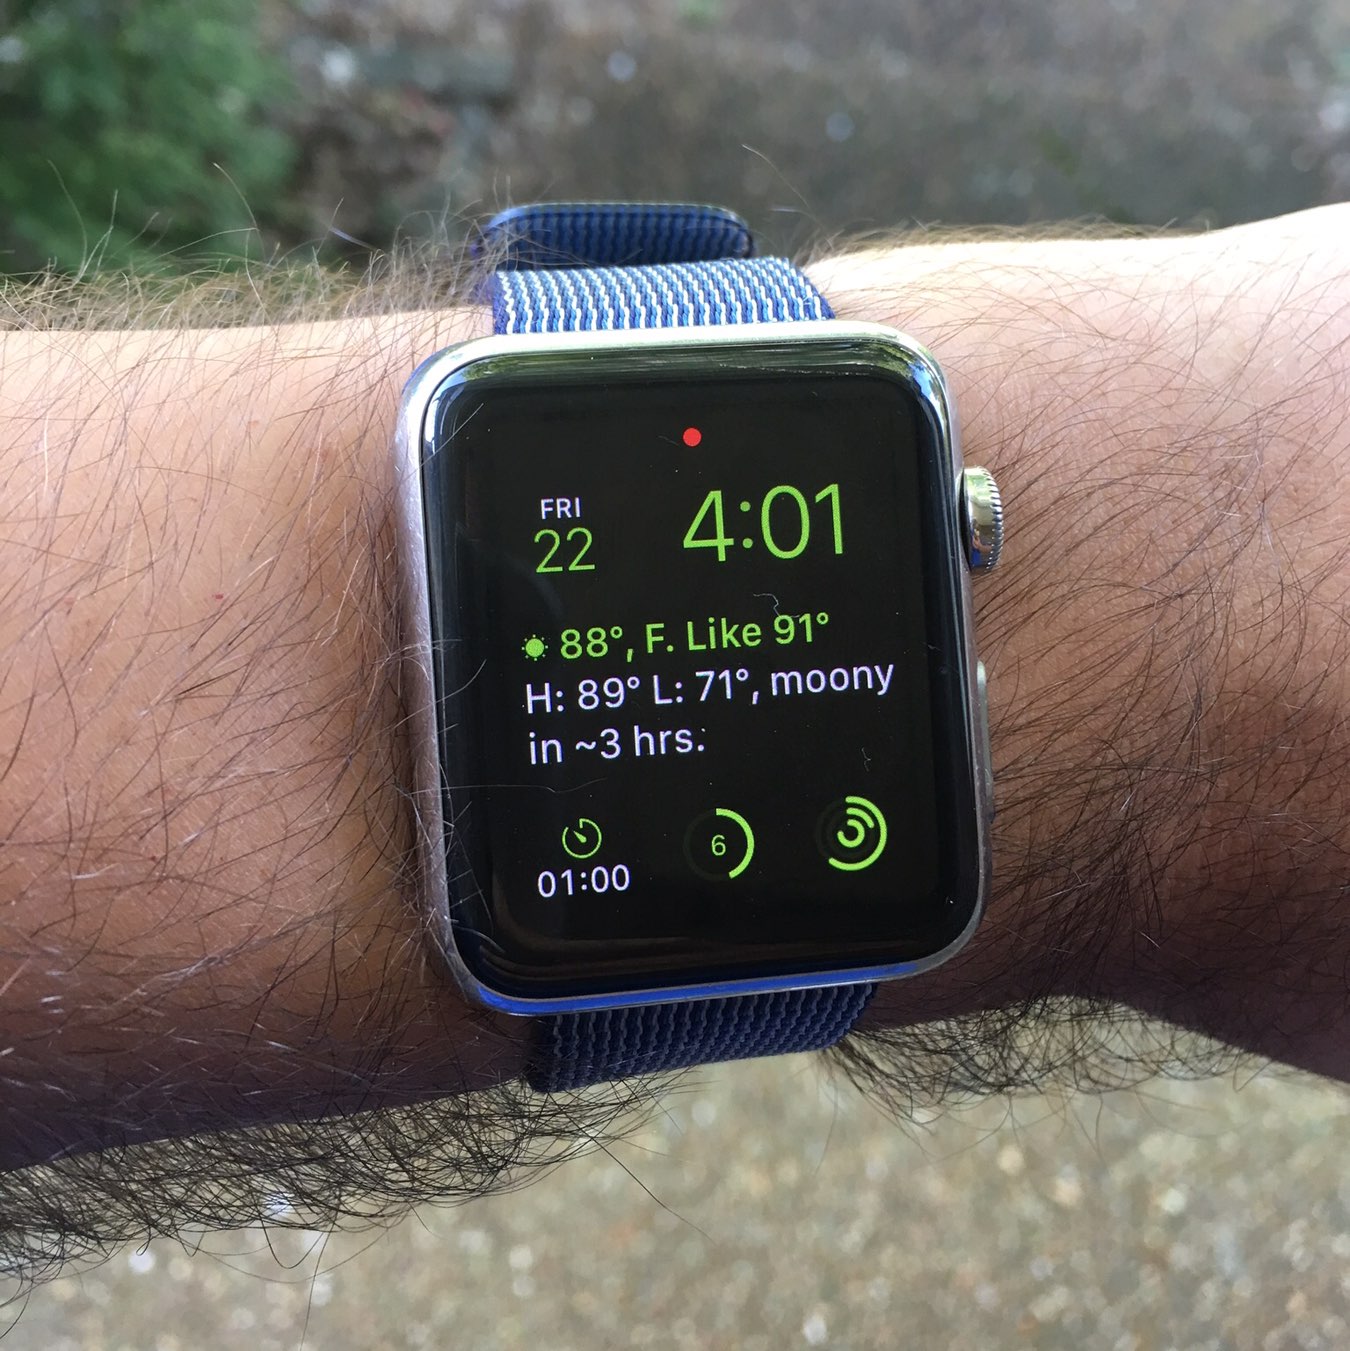 FRI
22
4:01
88°, F. Like 91°
H: 89° L: 71°, moony
in ~3 hrs.
01:00
6